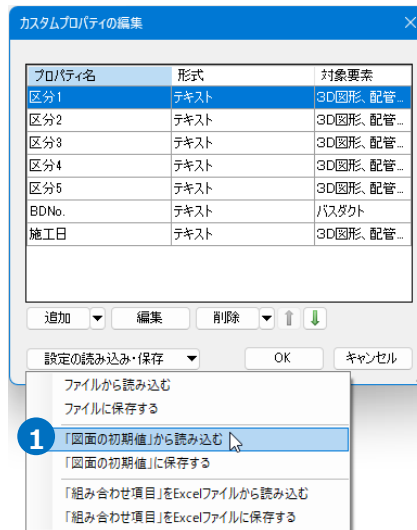 カスタムプロパティの編集
プロパティ名 形式 対象要素
区分1 テキスト 3D図形、配管...
区分2 テキスト 3D図形、配管...
区分3 テキスト 3D図形、配管...
区分4 テキスト 3D図形、配管...
区分5 テキスト 3D図形、配管...
BDNo. テキスト バスダクト
施工日 テキスト 3D図形、配管...
追加 編集 削除
設定の読み込み・保存 OK キャンセル
ファイルから読み込む
ファイルに保存する
1 「図面の初期値」から読み込む
「図面の初期値」に保存する
「組み合わせ項目」をExcelファイルから読み込む
「組み合わせ項目」をExcelファイルに保存する